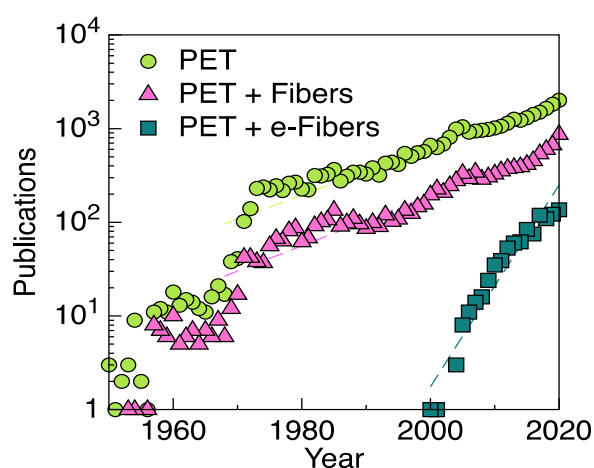 10^4
10^3
10^2
10^1
1
Publications
PET
PET + Fibers
PET + e-Fibers
1960
1980
2000
2020
Year